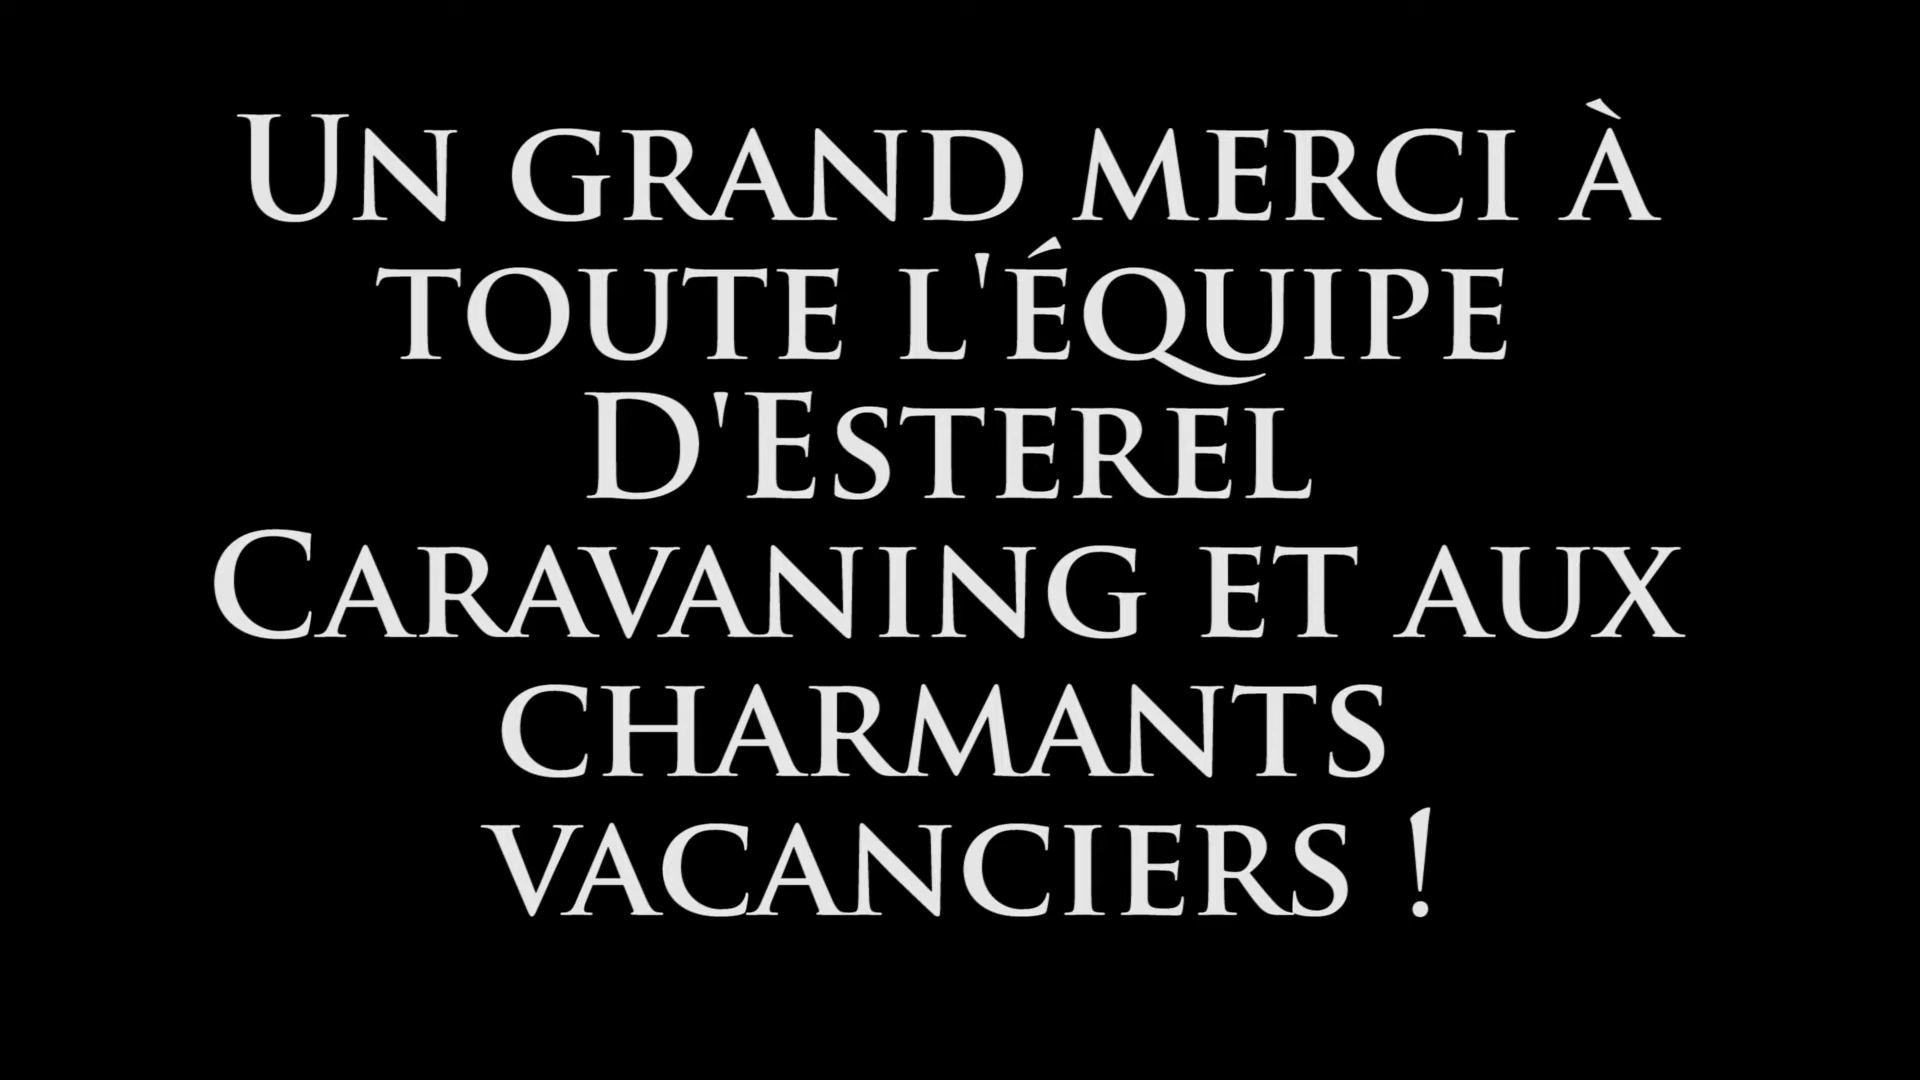 Un grand merci à
toute l'équipe
D'Esterel
Caravaning et aux
charmants
vacanciers !